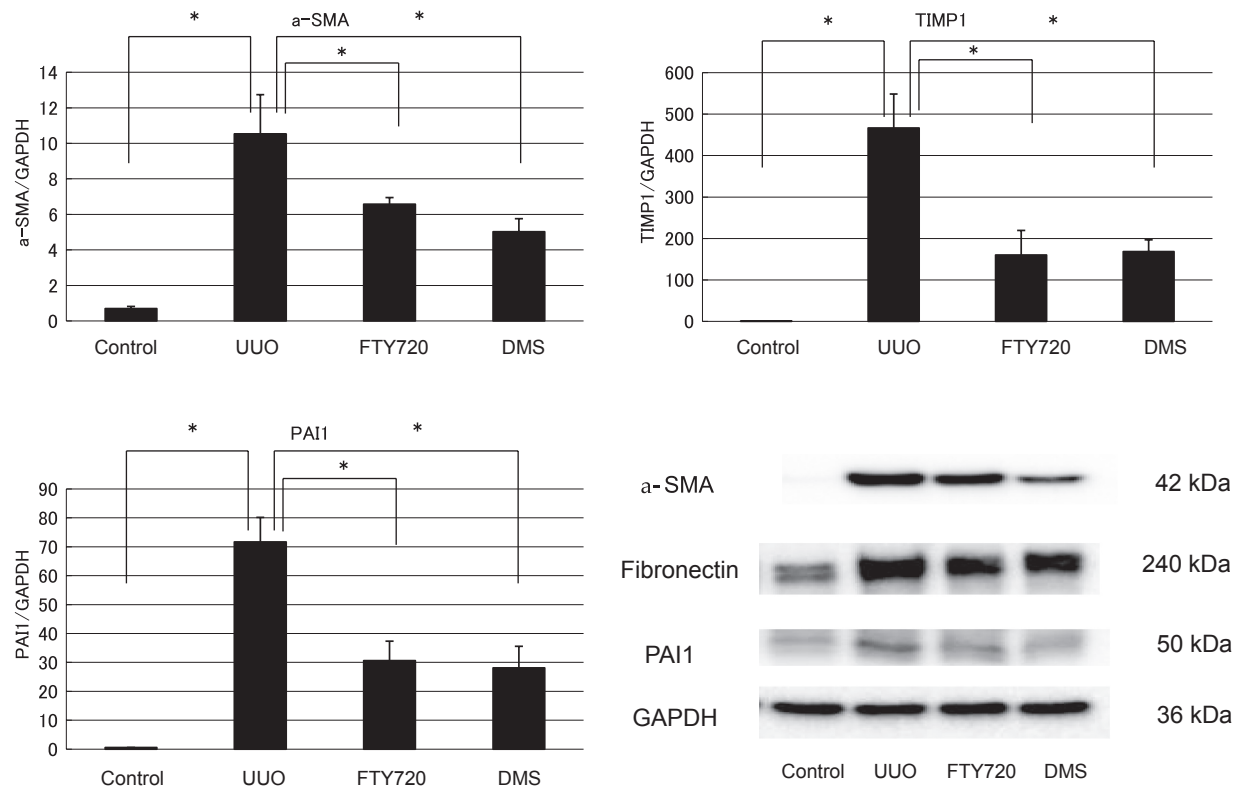 * a-SMA *
*
a-SMA/GAPDH
14
12
10
8
6
4
2
0
Control UUO FTY720 DMS
* TIMP1 *
*
TIMP1/GAPDH
600
500
400
300
200
100
0
Control UUO FTY720 DMS
* PAI1 *
*
PAI1/GAPDH
90
80
70
60
50
40
30
20
10
0
Control UUO FTY720 DMS
a-SMA 42 kDa
Fibronectin 240 kDa
PAI1 50 kDa
GAPDH 36 kDa
Control UUO FTY720 DMS